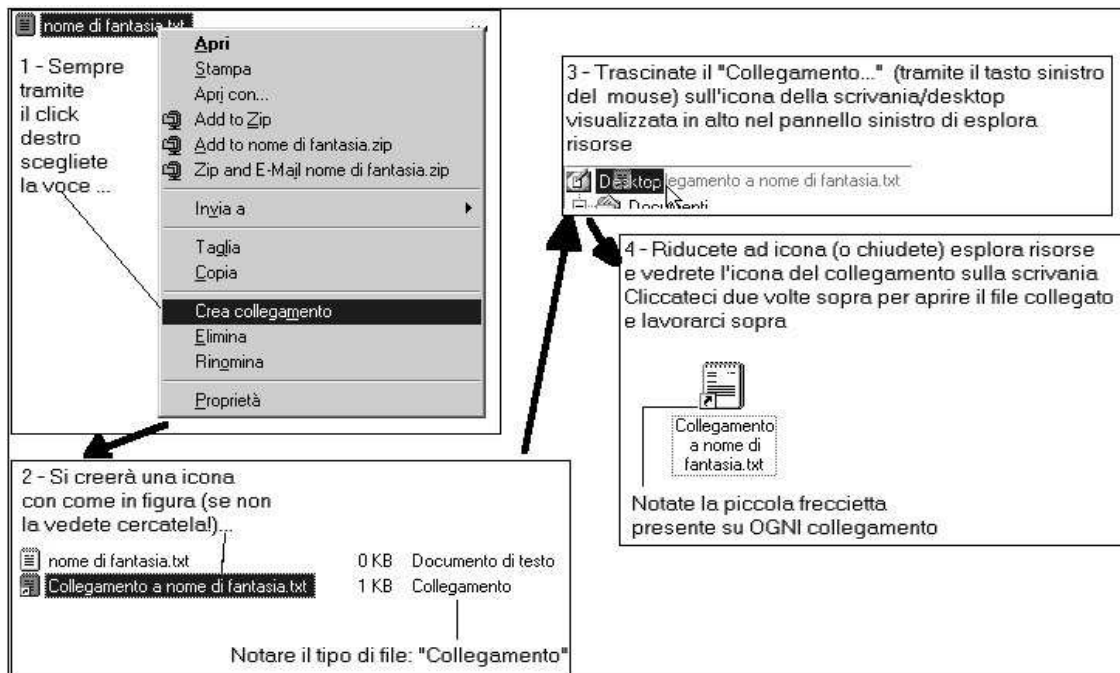 nome di fantasia.txt
1 - Sempre
tramite
il click
destro
scegliete
la voce ...
Apri
Stampa
Apri con...
Add to Zip
Add to nome di fantasia.zip
Zip and E-Mail nome di fantasia.zip
Invia a
Taglia
Copia
Crea collegamento
Elimina
Rinomina
Proprietà
2 - Si creerà una icona
con come in figura (se non
la vedete cercatela!)...
nome di fantasia.txt 0 KB Documento di testo
Collegamento a nome di fantasia.txt 1 KB Collegamento
Notare il tipo di file: "Collegamento"
3 - Trascinate il "Collegamento..." (tramite il tasto sinistro
del mouse) sull'icona della scrivania/desktop
visualizzata in alto nel pannello sinistro di esplora
risorse
Desktop egamento a nome di fantasia.txt
Documenti
4 - Riducete ad icona (o chiudete) esplora risorse
e vedrete l'icona del collegamento sulla scrivania
Cliccateci due volte sopra per aprire il file collegato
e lavorarci sopra
Collegamento
a nome di
fantasia.txt
Notate la piccola freccietta
presente su OGNI collegamento